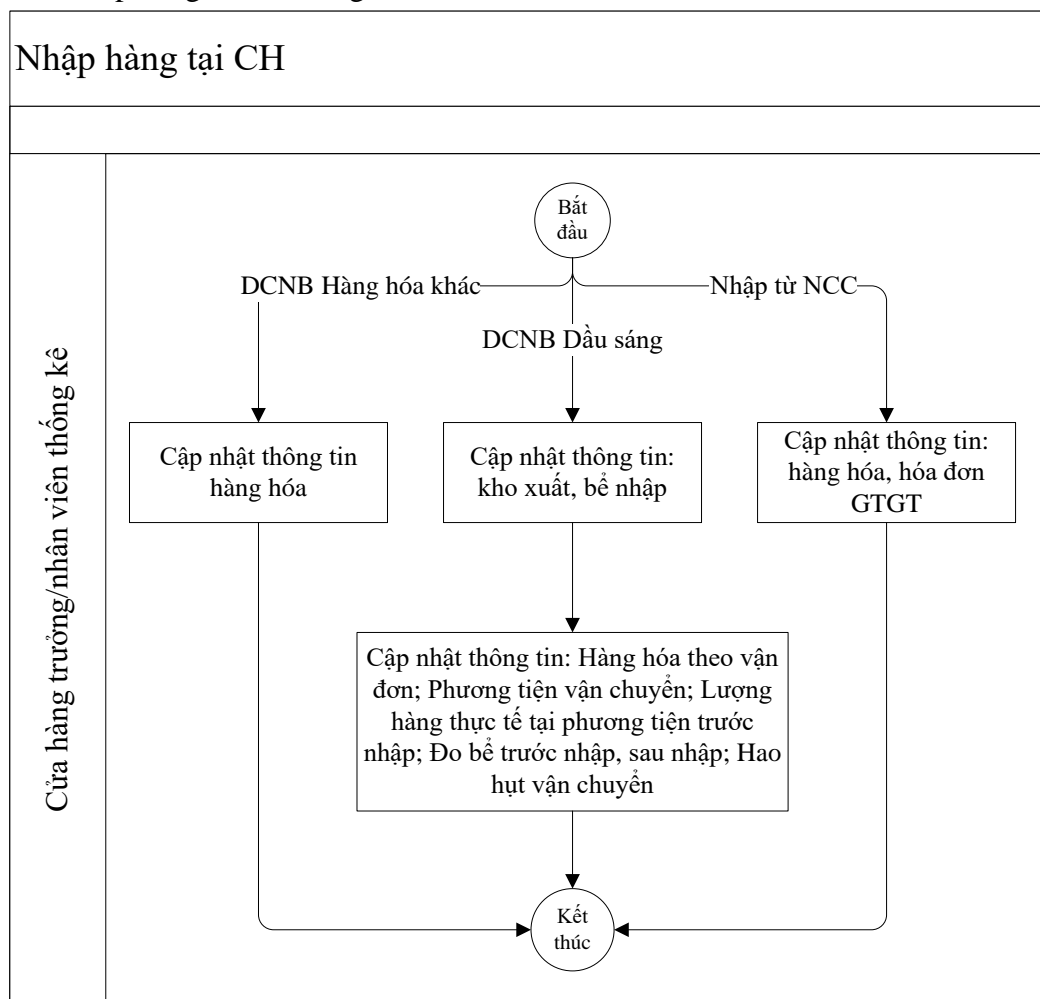 Nhập hàng tại CH
Bắt
đầu
DCNB Hàng hóa khác
Nhập từ NCC
DCNB Dầu sáng
Cửa hàng trưởng/nhân viên thống kê
Cập nhật thông tin
hàng hóa
Cập nhật thông tin:
kho xuất, bể nhập
Cập nhật thông tin:
hàng hóa, hóa đơn
GTGT
Cập nhật thông tin: Hàng hóa theo vận
đơn; Phương tiện vận chuyển; Lượng
hàng thực tế tại phương tiện trước
nhập; Đo bể trước nhập, sau nhập; Hao
hụt vận chuyển
Kết
thúc